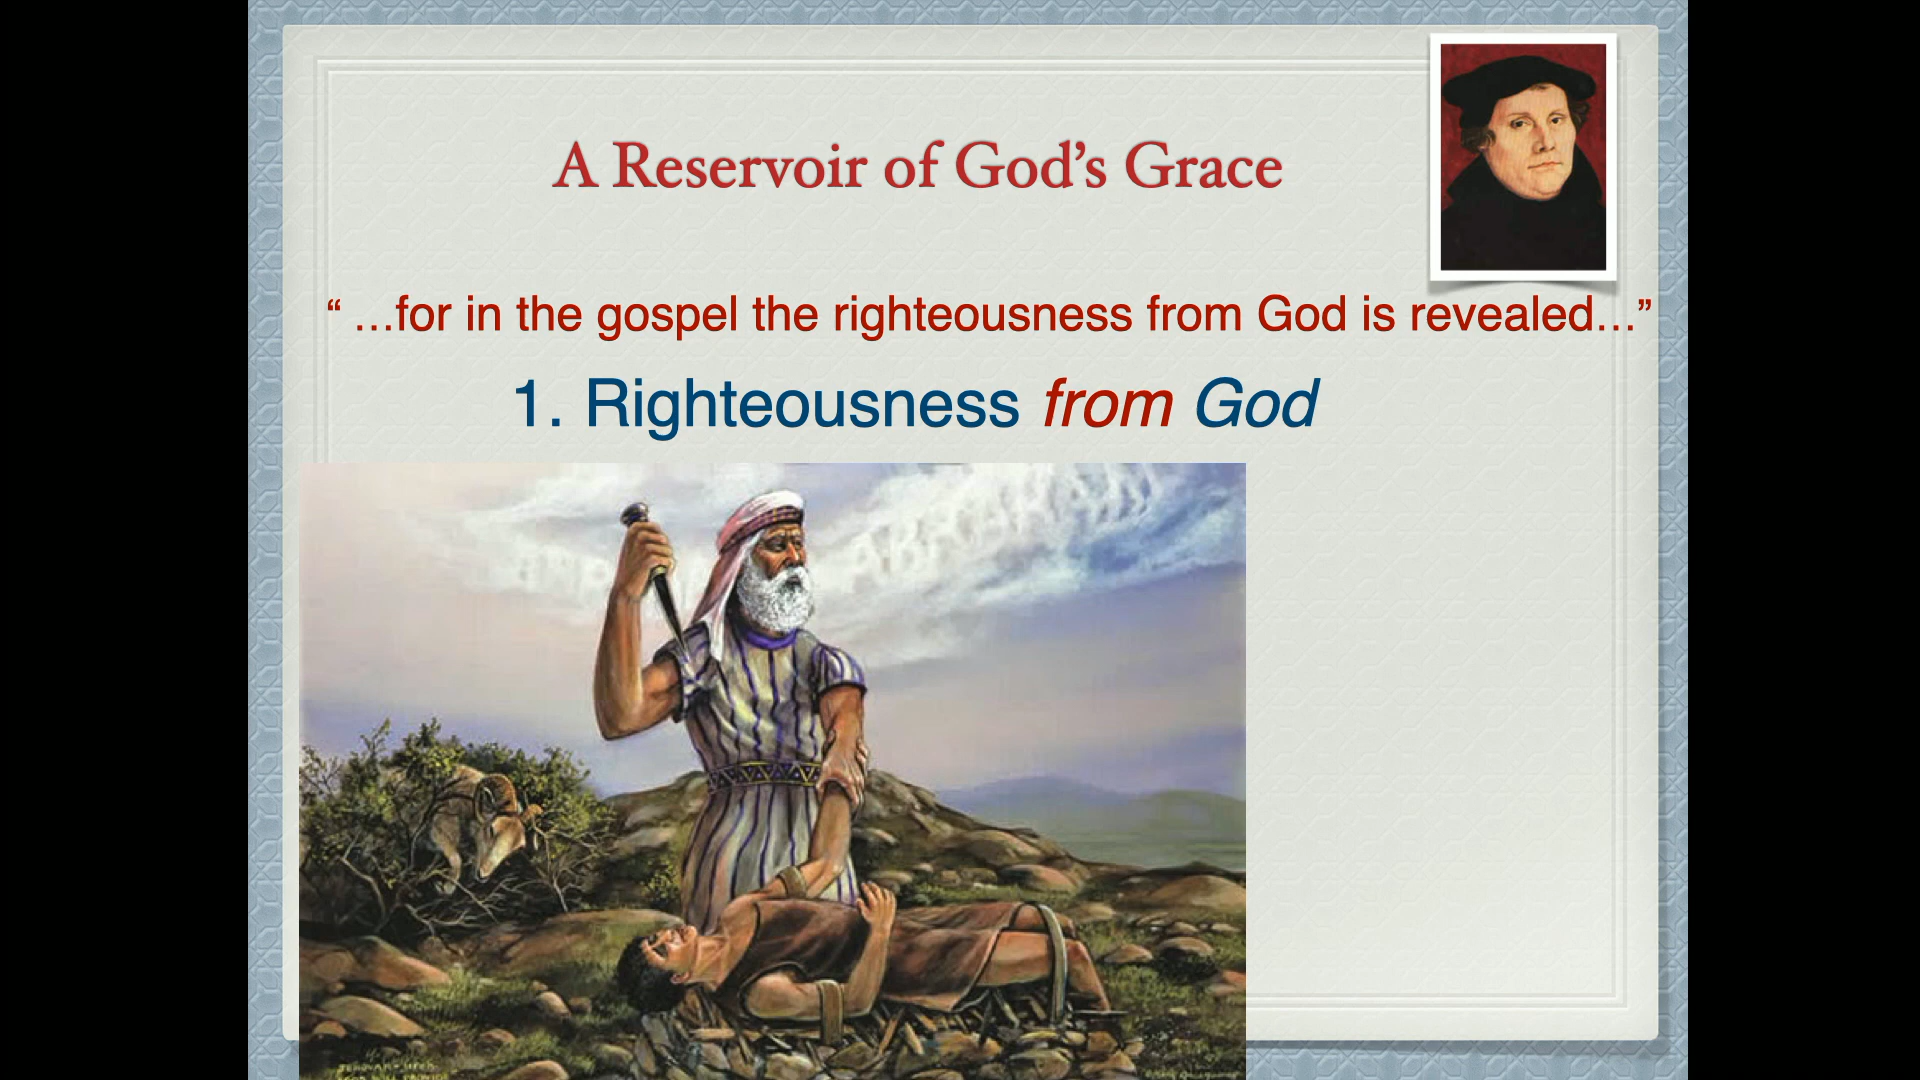 A Reservoir of God’s Grace
“ …for in the gospel the righteousness from God is revealed…”
1. Righteousness from God